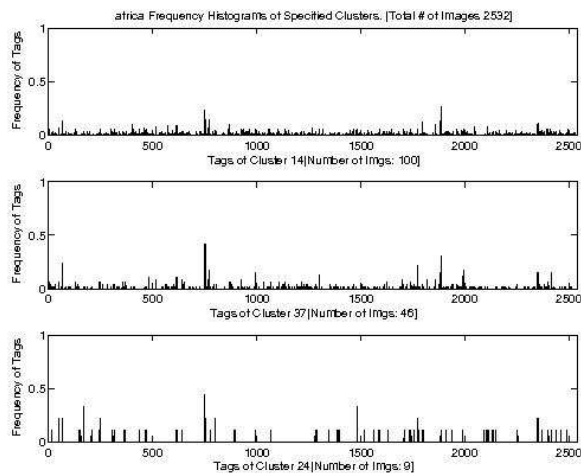 africa Frequency Histograms of Specified Clusters. [Total # of Images 2532]
1
0.5
0
Frequency of Tags
0 500 1000 1500 2000 2500
Tags of Cluster 14[Number of Imgs: 100]
1
0.5
0
Frequency of Tags
0 500 1000 1500 2000 2500
Tags of Cluster 37[Number of Imgs: 46]
1
0.5
0
Frequency of Tags
0 500 1000 1500 2000 2500
Tags of Cluster 24[Number of Imgs: 9]